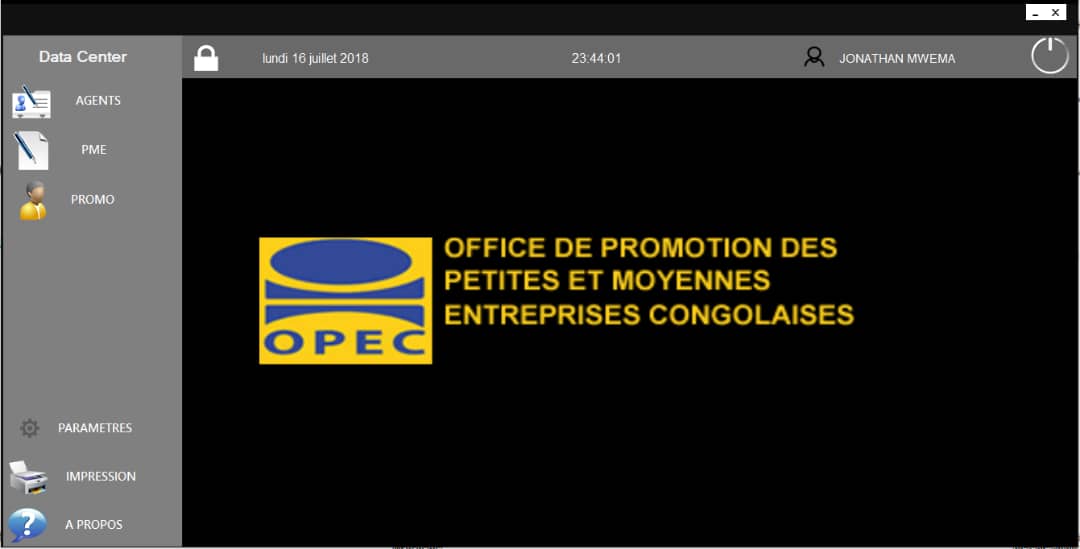 Data Center
lundi 16 juillet 2018
23:44:01
JONATHAN MWEMA
AGENTS
PME
PROMO
OFFICE DE PROMOTION DES
PETITES ET MOYENNES
ENTREPRISES CONGOLAISES
OPEC
PARAMETRES
IMPRESSION
A PROPOS